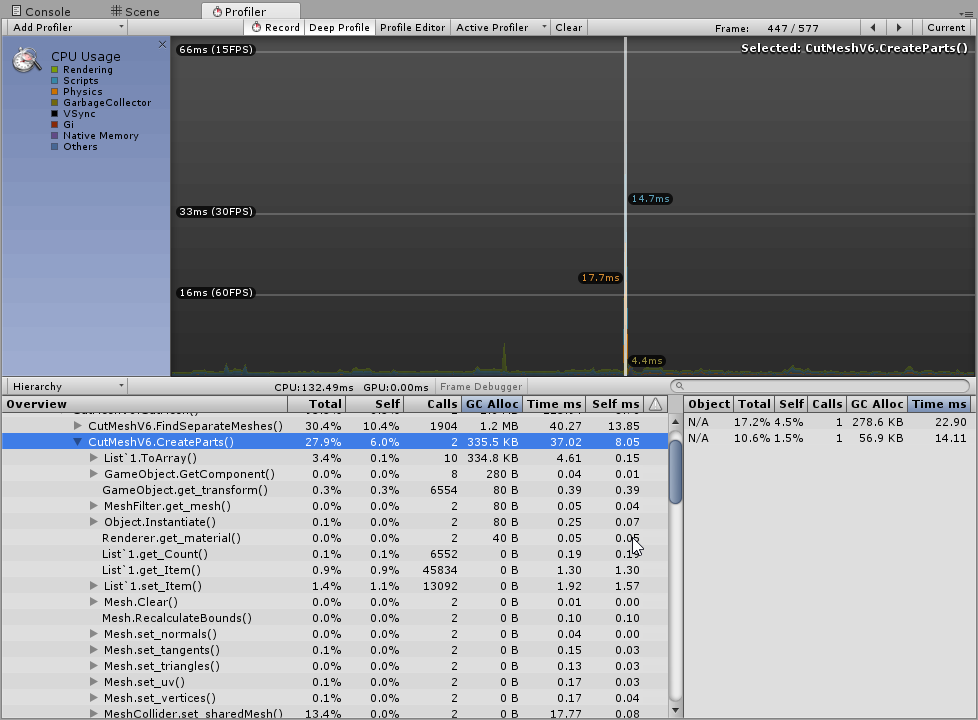 Console Scene Profiler
Add Profiler Record Deep Profile Profile Editor Active Profiler Clear Frame: 447 / 577 Current
CPU Usage
Rendering
Scripts
Physics
GarbageCollector
VSync
Gi
Native Memory
Others
Selected: CutMeshV6.CreateParts()
66ms (15FPS)
14.7ms
33ms (30FPS)
17.7ms
16ms (60FPS)
4.4ms
Hierarchy CPU:132.49ms GPU:0.00ms Frame Debugger
Overview Total Self Calls GC Alloc Time ms Self ms
CutMeshV6.FindSeparateMeshes() 30.4% 10.4% 1904 1.2 MB 40.27 13.85
CutMeshV6.CreateParts() 27.9% 6.0% 2 335.5 KB 37.02 8.05
List`1.ToArray() 3.4% 0.1% 10 334.8 KB 4.61 0.15
GameObject.GetComponent() 0.0% 0.0% 8 280 B 0.04 0.01
GameObject.get_transform() 0.3% 0.3% 6554 80 B 0.39 0.39
MeshFilter.get_mesh() 0.0% 0.0% 2 80 B 0.05 0.04
Object.Instantiate() 0.1% 0.0% 2 80 B 0.25 0.07
Renderer.get_material() 0.0% 0.0% 2 40 B 0.05 0.05
List`1.get_Count() 0.1% 0.1% 6552 0 B 0.19
List`1.get_Item() 0.9% 0.9% 45834 0 B 1.30 1.30
List`1.set_Item() 1.4% 1.1% 13092 0 B 1.92 1.57
Mesh.Clear() 0.0% 0.0% 2 0 B 0.01 0.00
Mesh.RecalculateBounds() 0.0% 0.0% 2 0 B 0.10 0.10
Mesh.set_normals() 0.0% 0.0% 2 0 B 0.04 0.00
Mesh.set_tangents() 0.1% 0.0% 2 0 B 0.15 0.03
Mesh.set_triangles() 0.0% 0.0% 2 0 B 0.13 0.03
Mesh.set_uv() 0.1% 0.0% 2 0 B 0.17 0.03
Mesh.set_vertices() 0.1% 0.0% 2 0 B 0.17 0.04
MeshCollider.set_sharedMesh() 13.4% 0.0% 2 0 B 17.77 0.08
Object Total Self Calls GC Alloc Time ms
N/A 17.2% 4.5% 1 278.6 KB 22.90
N/A 10.6% 1.5% 1 56.9 KB 14.11